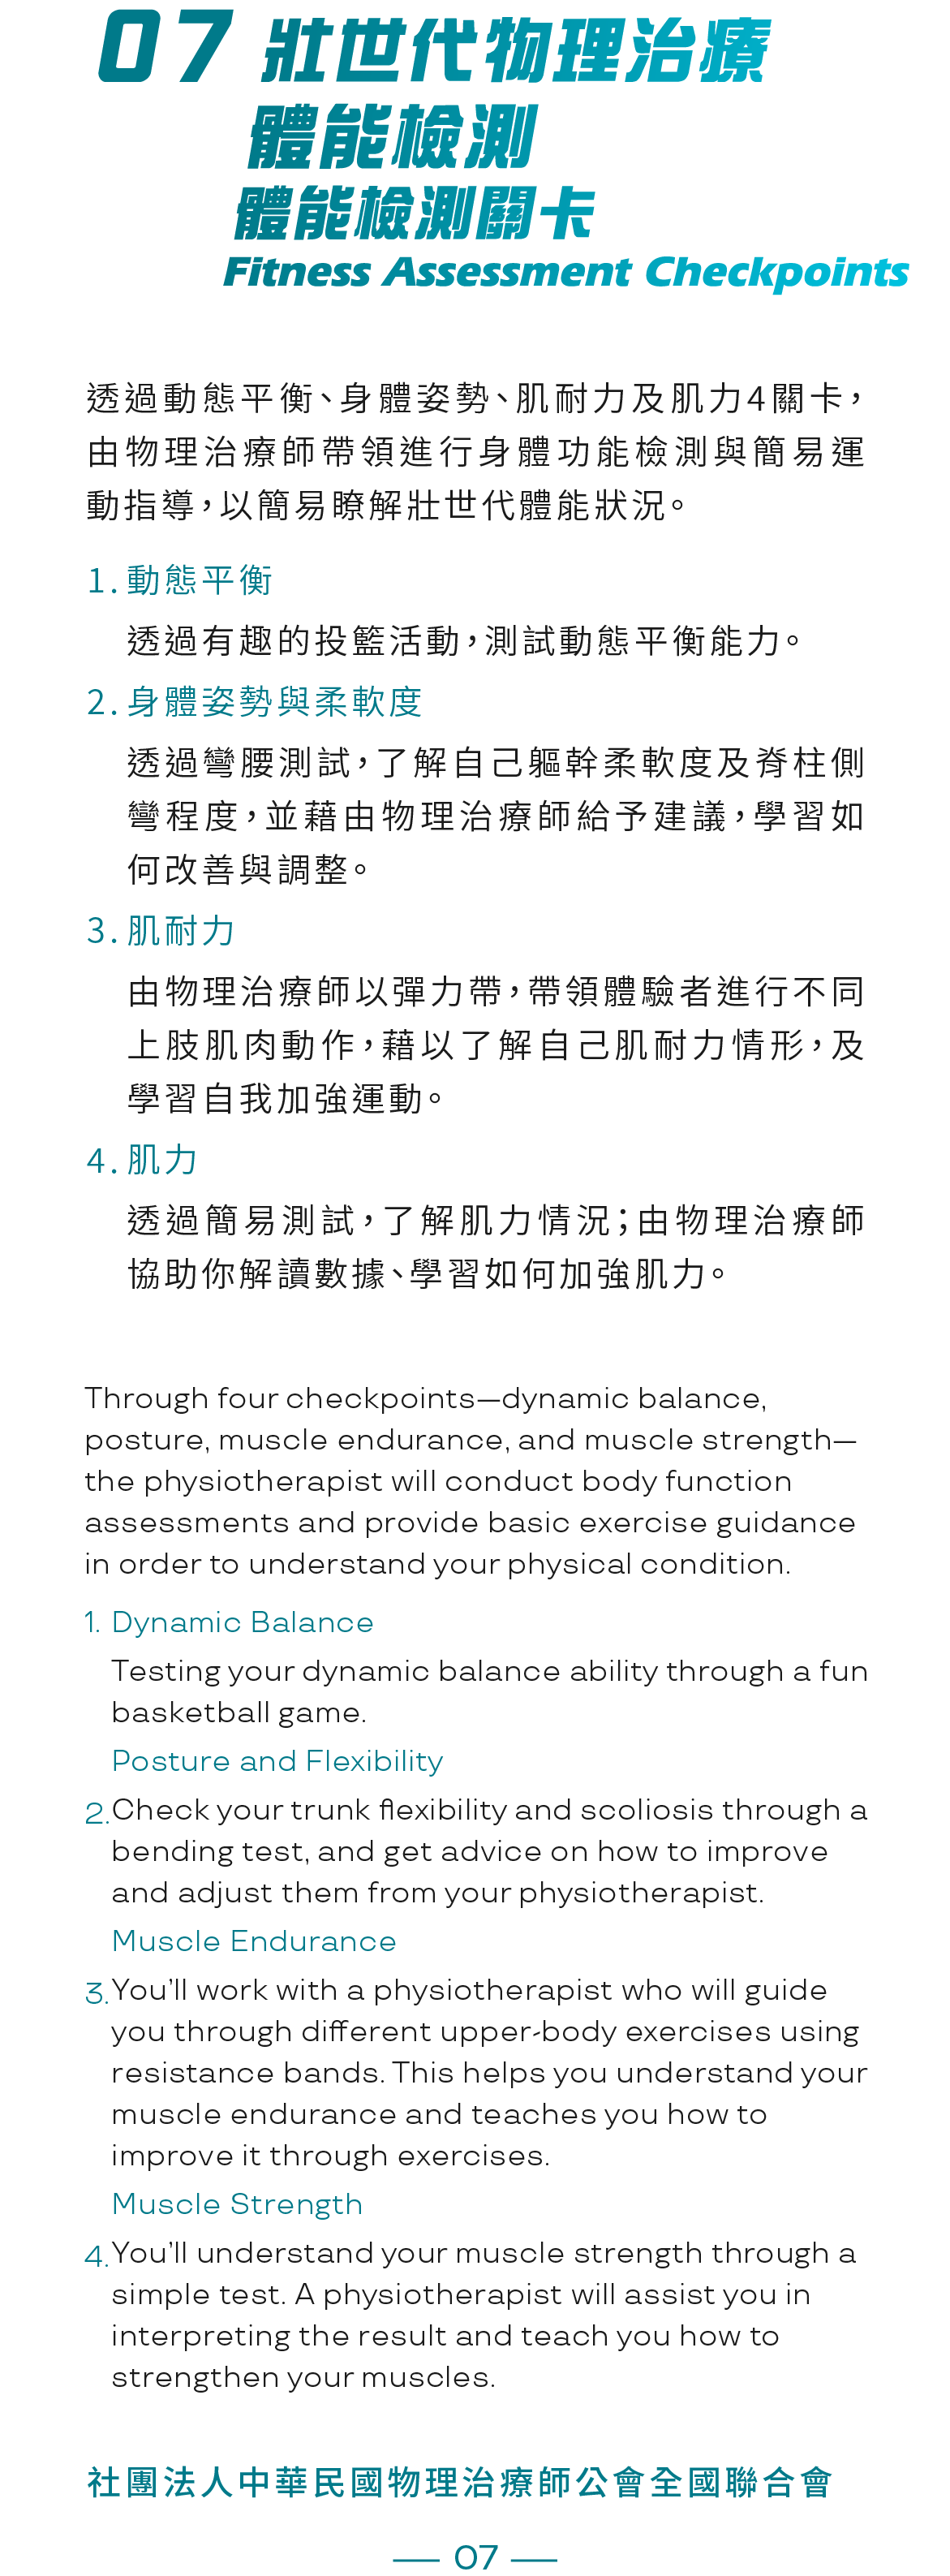 07 壯世代物理治療
體能檢測
體能檢測關卡
Fitness Assessment Checkpoints
透過動態平衡、身體姿勢、肌耐力及肌力4關卡，
由物理治療師帶領進行身體功能檢測與簡易運
動指導，以簡易瞭解壯世代體能狀況。
1. 動態平衡
透過有趣的投籃活動，測試動態平衡能力。
2. 身體姿勢與柔軟度
透過彎腰測試，了解自己軀幹柔軟度及脊柱側
彎程度，並藉由物理治療師給予建議，學習如
何改善與調整。
3. 肌耐力
由物理治療師以彈力帶，帶領體驗者進行不同
上肢肌肉動作，藉以了解自己肌耐力情形，及
學習自我加強運動。
4. 肌力
透過簡易測試，了解肌力情況；由物理治療師
協助你解讀數據、學習如何加強肌力。
Through four checkpoints—dynamic balance,
posture, muscle endurance, and muscle strength—
the physiotherapist will conduct body function
assessments and provide basic exercise guidance
in order to understand your physical condition.
1. Dynamic Balance
Testing your dynamic balance ability through a fun
basketball game.
Posture and Flexibility
2.Check your trunk flexibility and scoliosis through a
bending test, and get advice on how to improve
and adjust them from your physiotherapist.
Muscle Endurance
3.You’ll work with a physiotherapist who will guide
you through different upper-body exercises using
resistance bands. This helps you understand your
muscle endurance and teaches you how to
improve it through exercises.
Muscle Strength
4.You’ll understand your muscle strength through a
simple test. A physiotherapist will assist you in
interpreting the result and teach you how to
strengthen your muscles.
社團法人中華民國物理治療師公會全國聯合會
— 07 —